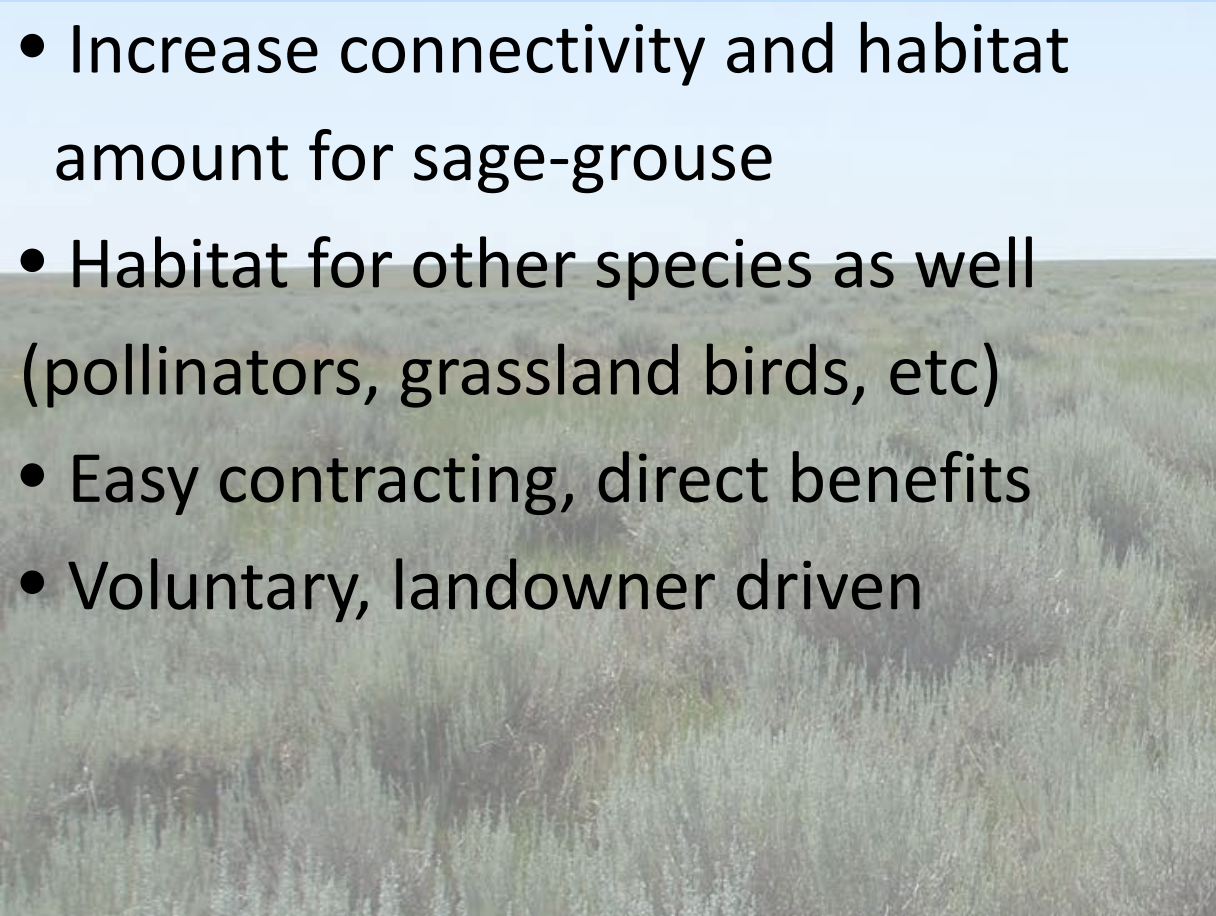 • Increase connectivity and habitat
amount for sage-grouse
• Habitat for other species as well
(pollinators, grassland birds, etc)
• Easy contracting, direct benefits
• Voluntary, landowner driven